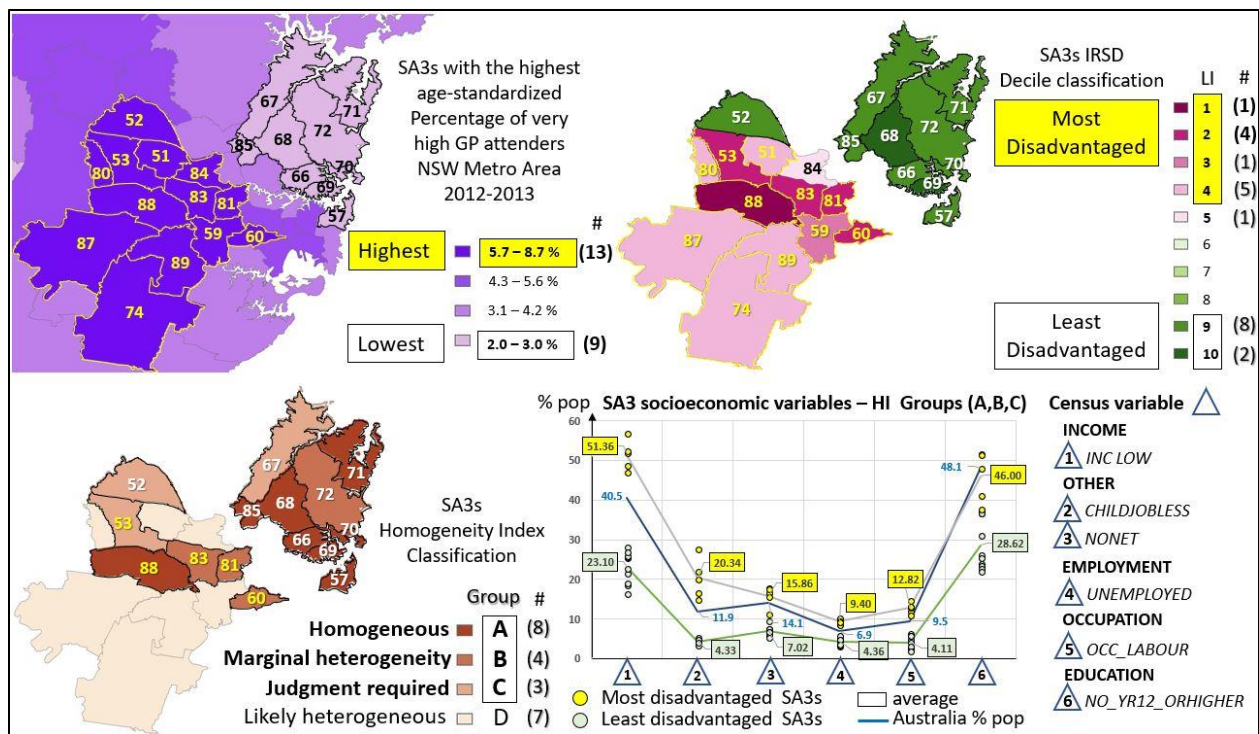 SA3s with the highest
age-standardized
Percentage of very
high GP attenders
NSW Metro Area
2012-2013
#
Highest
5.7 – 8.7 %
(13)
4.3 – 5.6 %
3.1 – 4.2 %
Lowest
2.0 – 3.0 %
(9)
52
53
51
80
84
88
83
81
87
59
60
89
74
67
71
68
72
85
70
66
69
57
SA3s IRSD
Decile classification
LI
#
Most
Disadvantaged
1
(1)
2
(4)
3
(1)
4
(5)
5
(1)
6
7
8
Least
Disadvantaged
9
(8)
10
(2)
52
53
51
80
84
88
83
81
87
59
60
89
74
67
71
68
72
85
70
66
69
57
SA3s
Homogeneity Index
Classification
Group
#
Homogeneous
A
(8)
Marginal heterogeneity
B
(4)
Judgment required
C
(3)
Likely heterogeneous
D
(7)
52
53
88
83
81
60
67
71
68
72
85
70
66
69
57
% pop
SA3 socioeconomic variables – HI Groups (A,B,C)
60
50
40
30
20
10
0
51.36
40.5
23.10
20.34
11.9
4.33
15.86
14.1
7.02
9.40
6.9
4.36
12.82
9.5
4.11
48.1
46.00
28.62
1
2
3
4
5
6
Most disadvantaged SA3s
average
Least disadvantaged SA3s
Australia % pop
Census variable
INCOME
1 INC LOW
OTHER
2 CHILDJOBLESS
3 NONET
EMPLOYMENT
4 UNEMPLOYED
OCCUPATION
5 OCC_LABOUR
EDUCATION
6 NO_YR12_ORHIGHER